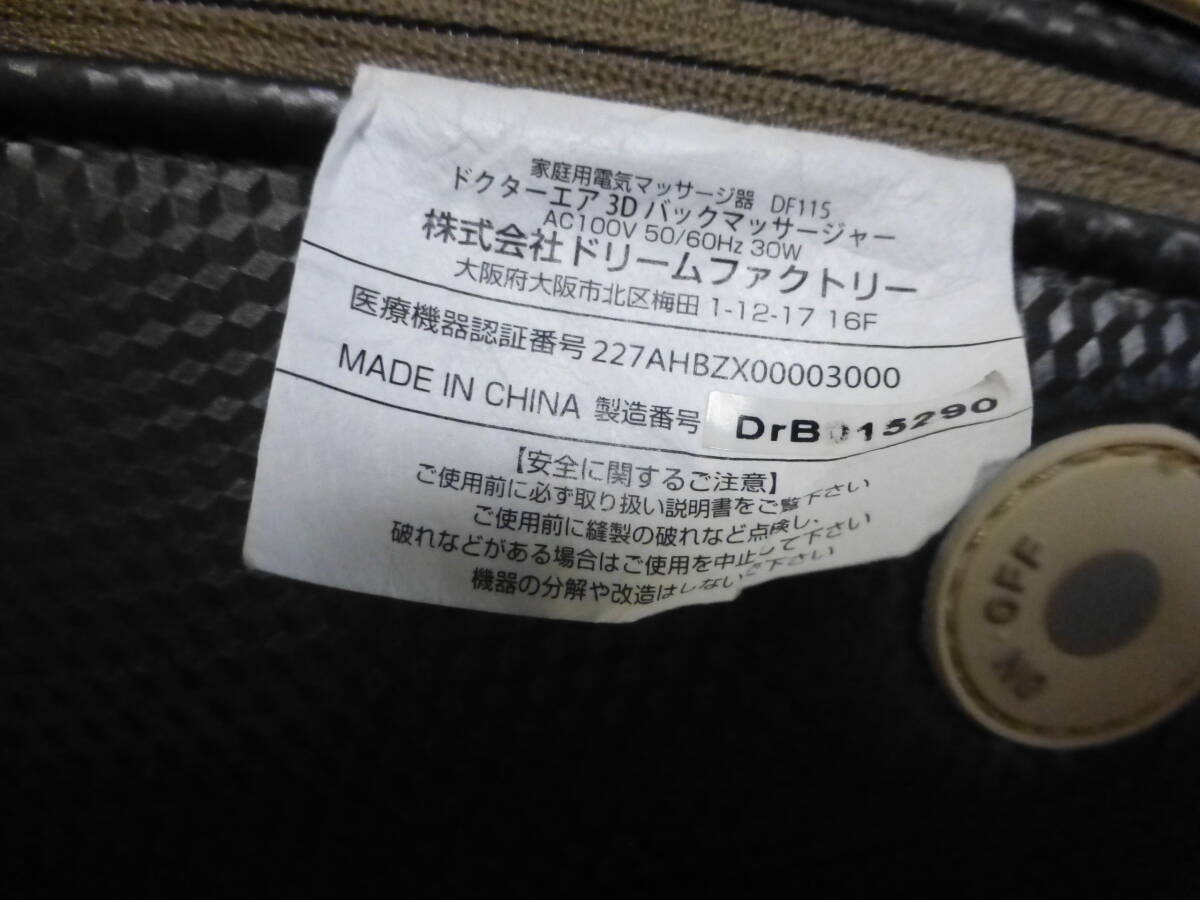 家庭用電気マッサージ器 DF115
ドクターエア 3D バックマッサージャー
AC100V 50/60Hz 30W
株式会社ドリームファクトリー
大阪府大阪市北区梅田 1-12-17 16F
医療機器認証番号 227AHBZX00003000
MADE IN CHINA 製造番号 DrB015290
【安全に関するご注意】
ご使用前に必ず取り扱い説明書をご覧下さい
ご使用前に縫製の破れなど点検し、
破れなどがある場合はご使用を中止して下さい
機器の分解や改造はしないで下さい
OFF
ON